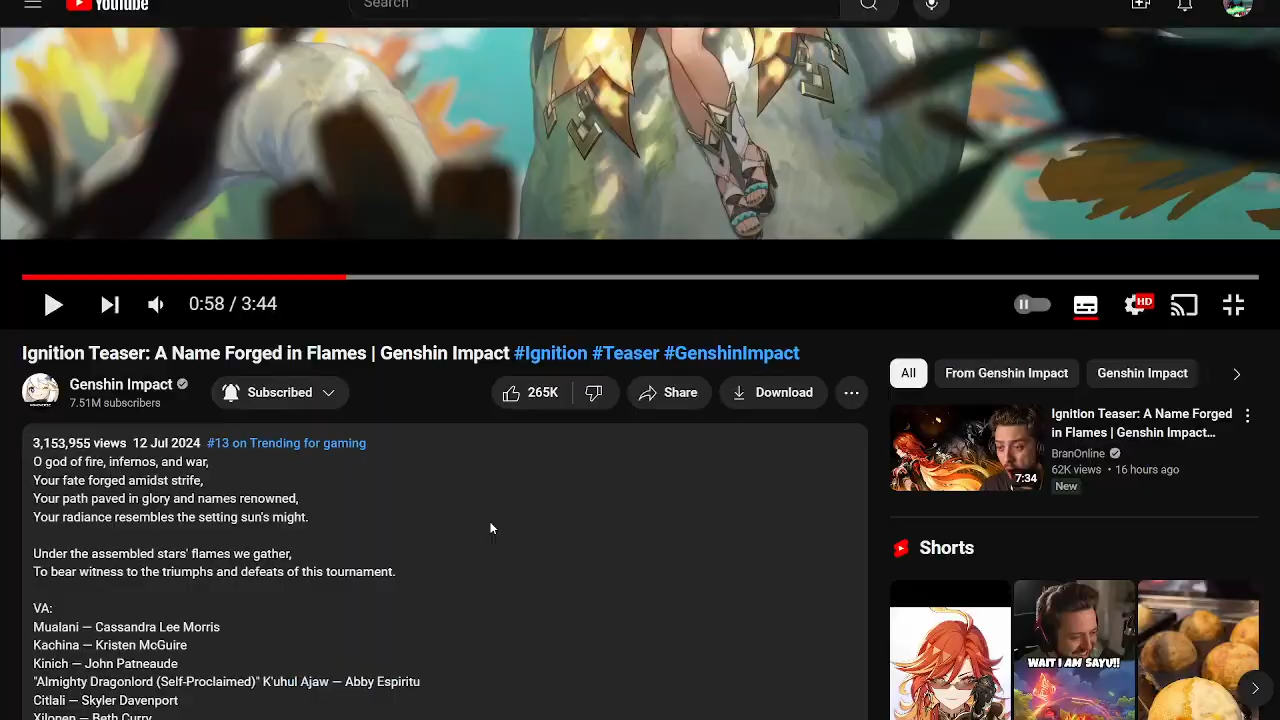 YouTube
Search
0:58 / 3:44
HD
Ignition Teaser: A Name Forged in Flames | Genshin Impact #Ignition #Teaser #GenshinImpact
Genshin Impact
7.51M subscribers
Subscribed
265K
Share
Download
3,153,955 views 12 Jul 2024 #13 on Trending for gaming
O god of fire, infernos, and war,
Your fate forged amidst strife,
Your path paved in glory and names renowned,
Your radiance resembles the setting sun's might.
Under the assembled stars' flames we gather,
To bear witness to the triumphs and defeats of this tournament.
VA:
Mualani — Cassandra Lee Morris
Kachina — Kristen McGuire
Kinich — John Patneaude
"Almighty Dragonlord (Self-Proclaimed)" K'uhul Ajaw — Abby Espiritu
Citlali — Skyler Davenport
Xilonen — Beth Curry
All
From Genshin Impact
Genshin Impact
7:34
Ignition Teaser: A Name Forged
in Flames | Genshin Impact...
BranOnline
62K views • 16 hours ago
New
Shorts
WAIT I AM SAYU!!